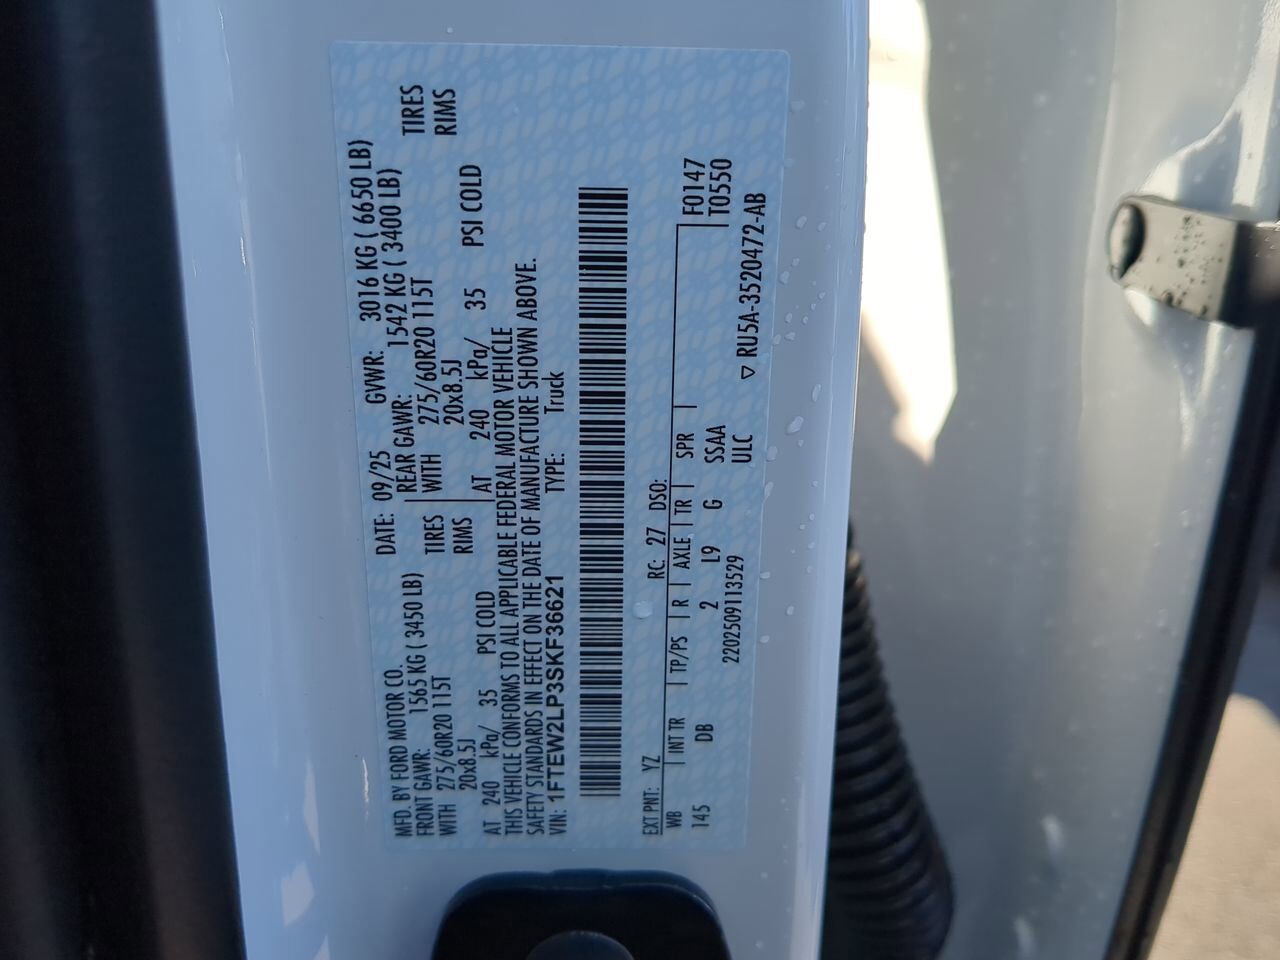 MFD. BY FORD MOTOR CO.
DATE: 09/25 GVWR: 3016 KG ( 6650 LB)
FRONT GAWR: 1565 KG ( 3450 LB) REAR GAWR: 1542 KG ( 3400 LB)
WITH 275/60R20 115T TIRES WITH 275/60R20 115T TIRES
20x8.5J RIMS 20x8.5J RIMS
AT 240 kPa/ 35 PSI COLD AT 240 kPa/ 35 PSI COLD
THIS VEHICLE CONFORMS TO ALL APPLICABLE FEDERAL MOTOR VEHICLE
SAFETY STANDARDS IN EFFECT ON THE DATE OF MANUFACTURE SHOWN ABOVE.
VIN: 1FTEW2LP3SKF36621 TYPE: Truck
EXT PNT: YZ RC: 27 DSO:
WB INT TR TP/PS R AXLE TR SPR F0147
145 DB 2 L9 G SSAA T0550
2202509113529 ULC
▽ RU5A-3520472-AB